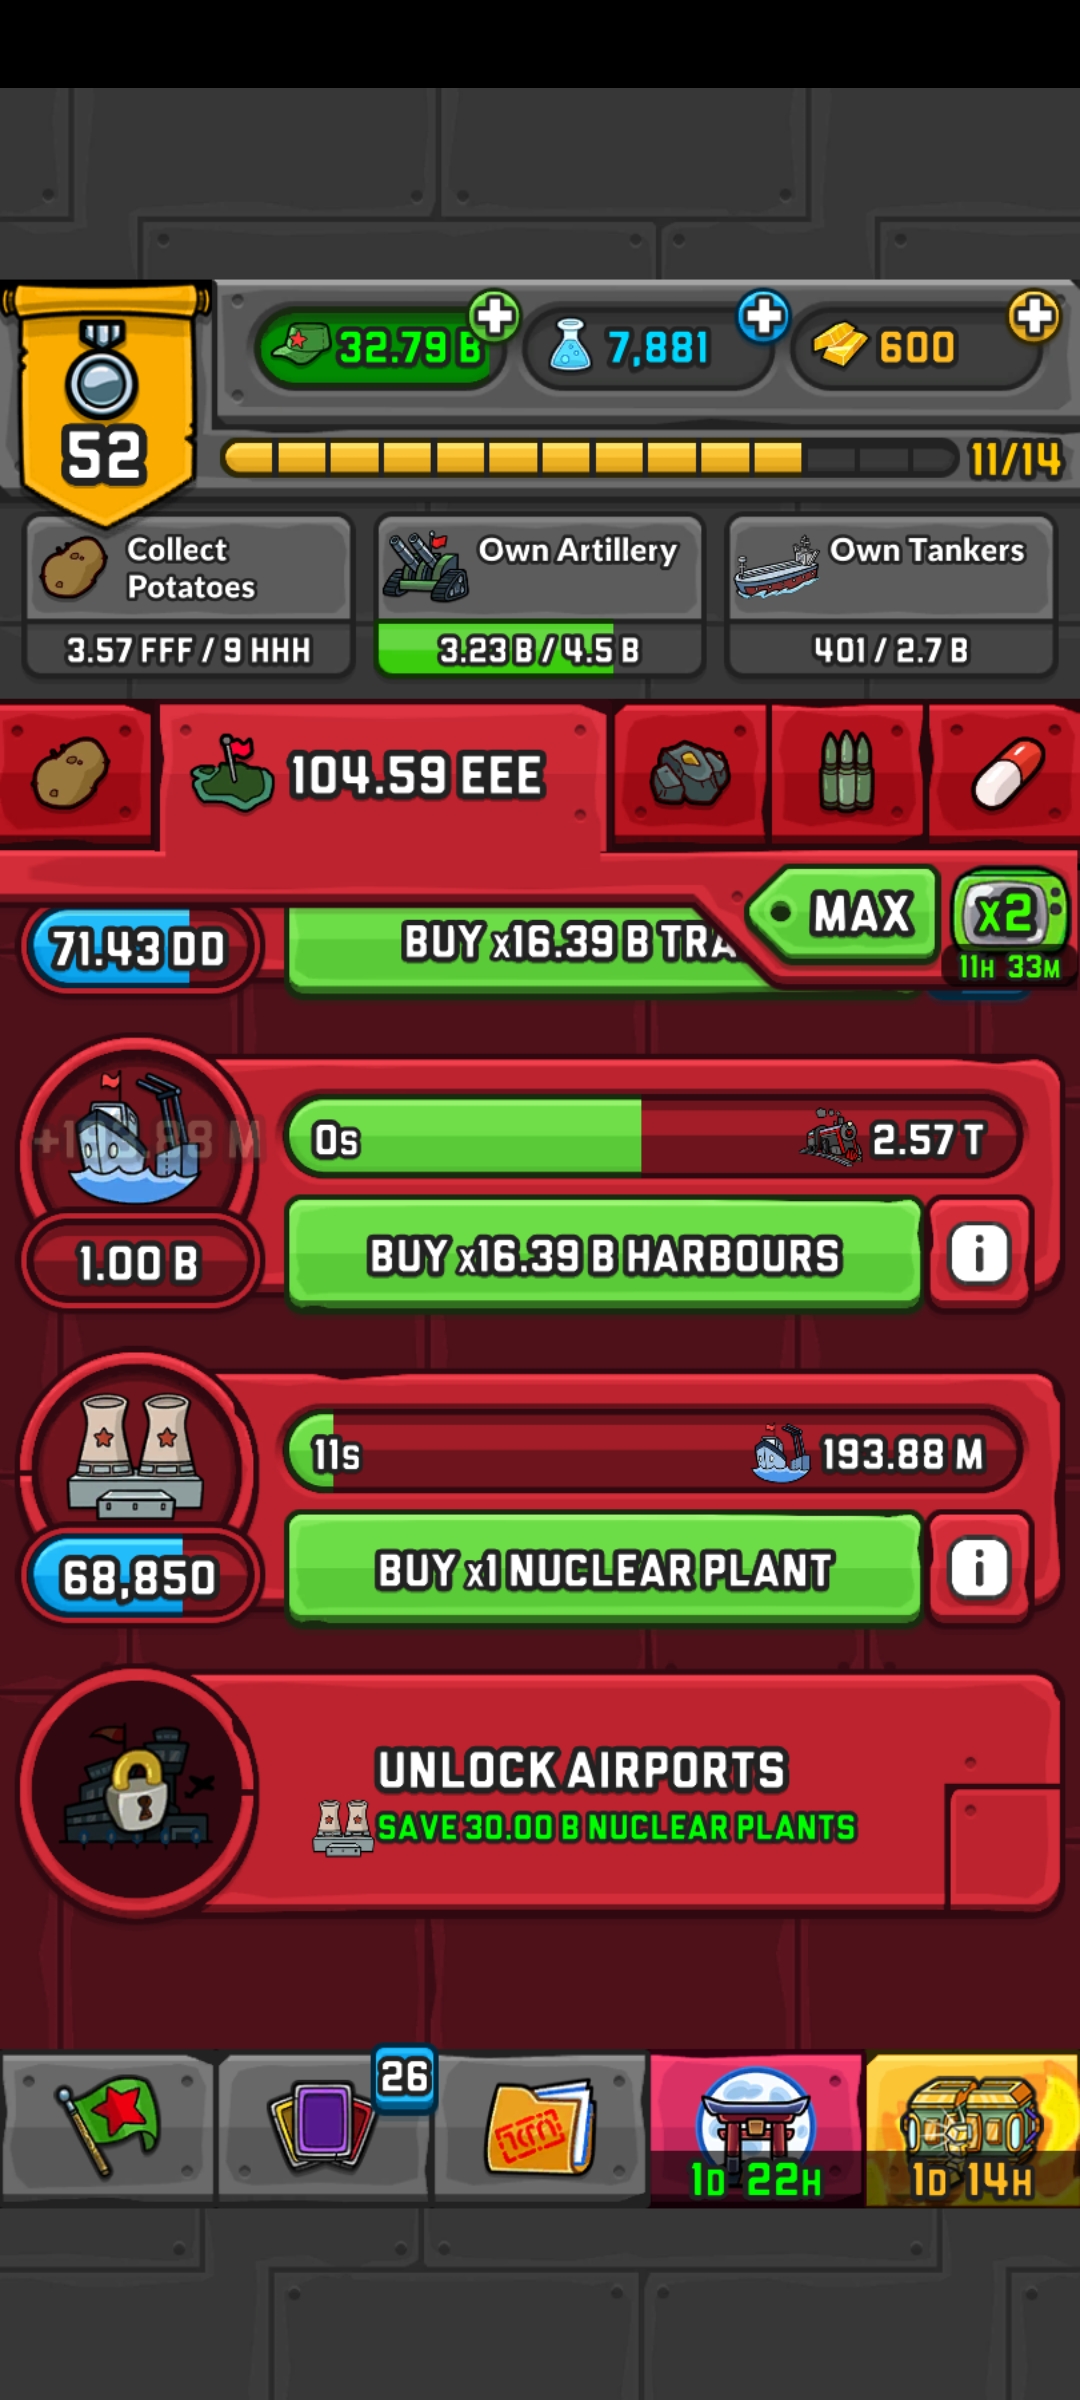 32.79 B
7,881
600
52
11/14
Collect
Potatoes
3.57 FFF / 9 HHH
Own Artillery
3.23 B / 4.5 B
Own Tankers
401 / 2.7 B
104.59 EEE
MAX
x2
11H 33M
71.43 DD
BUY x16.39 B TRA
0s
2.57 T
1.00 B
BUY x16.39 B HARBOURS
i
11s
193.88 M
68,850
BUY x1 NUCLEAR PLANT
i
UNLOCK AIRPORTS
SAVE 30.00 B NUCLEAR PLANTS
26
1D 22H
1D 14H